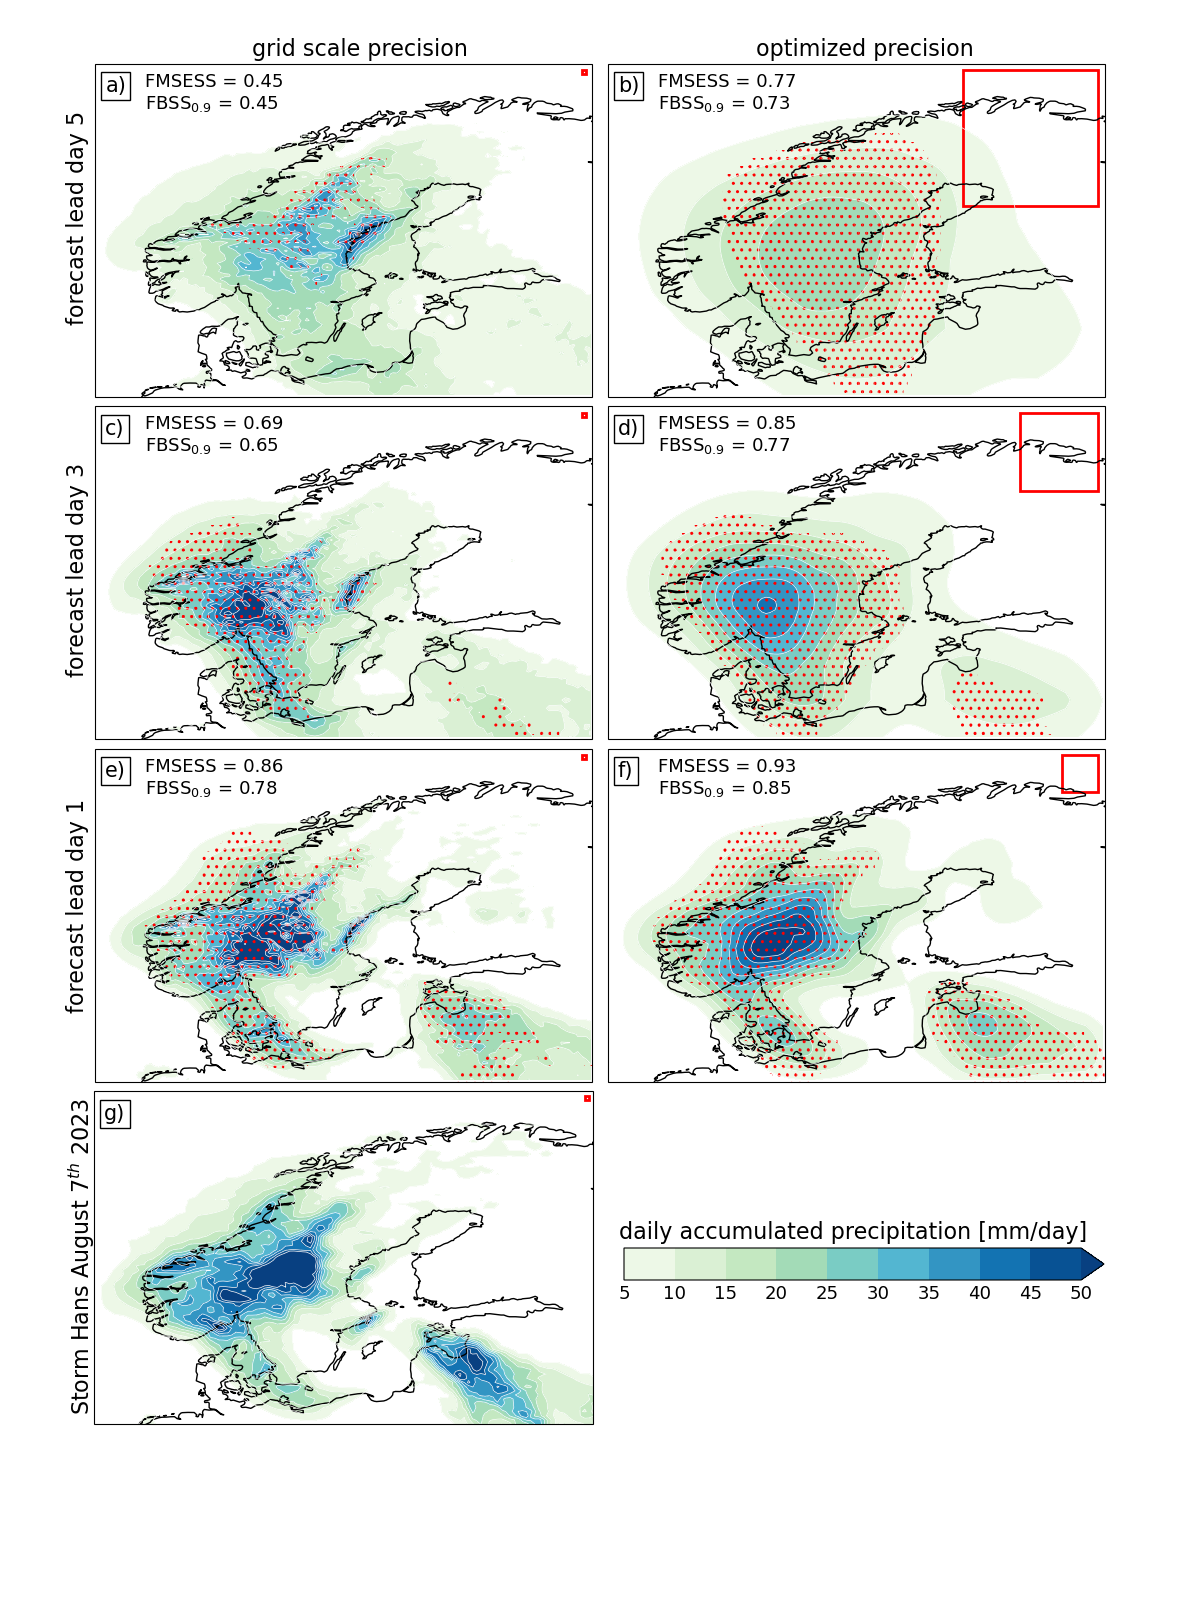 grid scale precision
optimized precision
forecast lead day 5
a)
FMSESS = 0.45
FBSS0.9 = 0.45
b)
FMSESS = 0.77
FBSS0.9 = 0.73
forecast lead day 3
c)
FMSESS = 0.69
FBSS0.9 = 0.65
d)
FMSESS = 0.85
FBSS0.9 = 0.77
forecast lead day 1
e)
FMSESS = 0.86
FBSS0.9 = 0.78
f)
FMSESS = 0.93
FBSS0.9 = 0.85
Storm Hans August 7th 2023
g)
daily accumulated precipitation [mm/day]
5 10 15 20 25 30 35 40 45 50